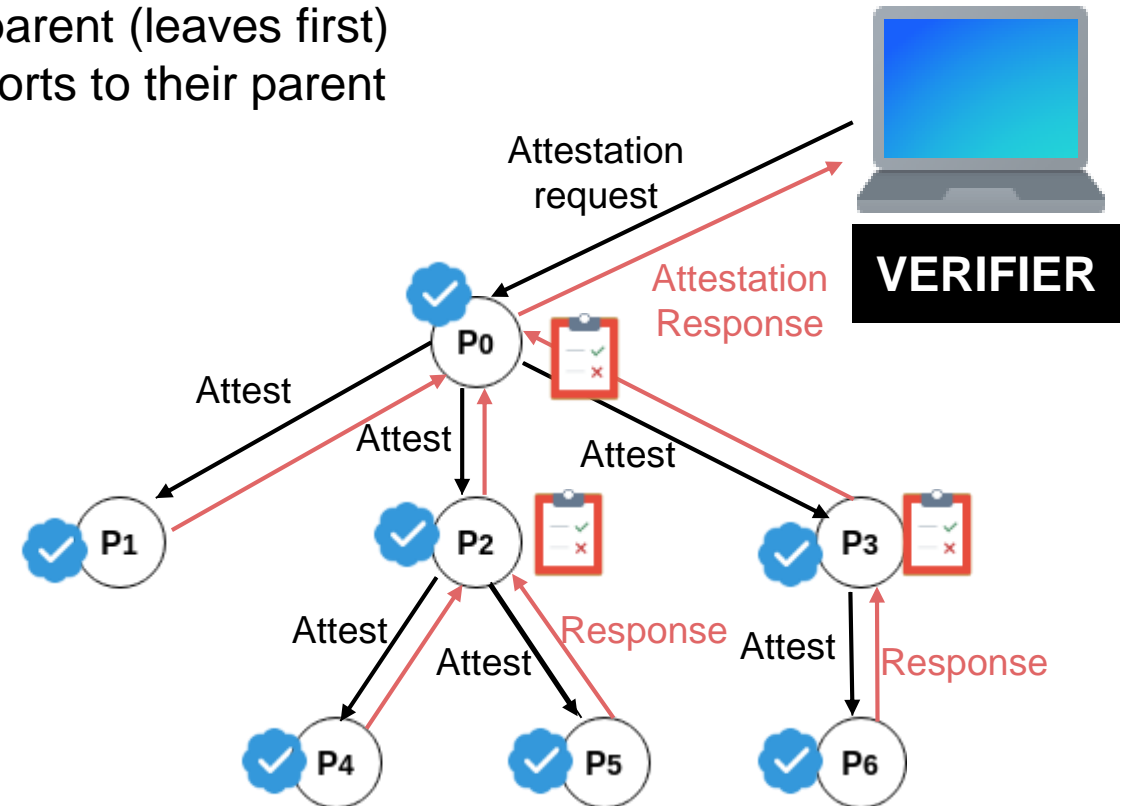 parent (leaves first)
orts to their parent
Attestation
request
VERIFIER
Attestation
Response
P0
Attest
Attest
Attest
P1
P2
P3
Attest
Response
Attest
Attest
Response
P4
P5
P6